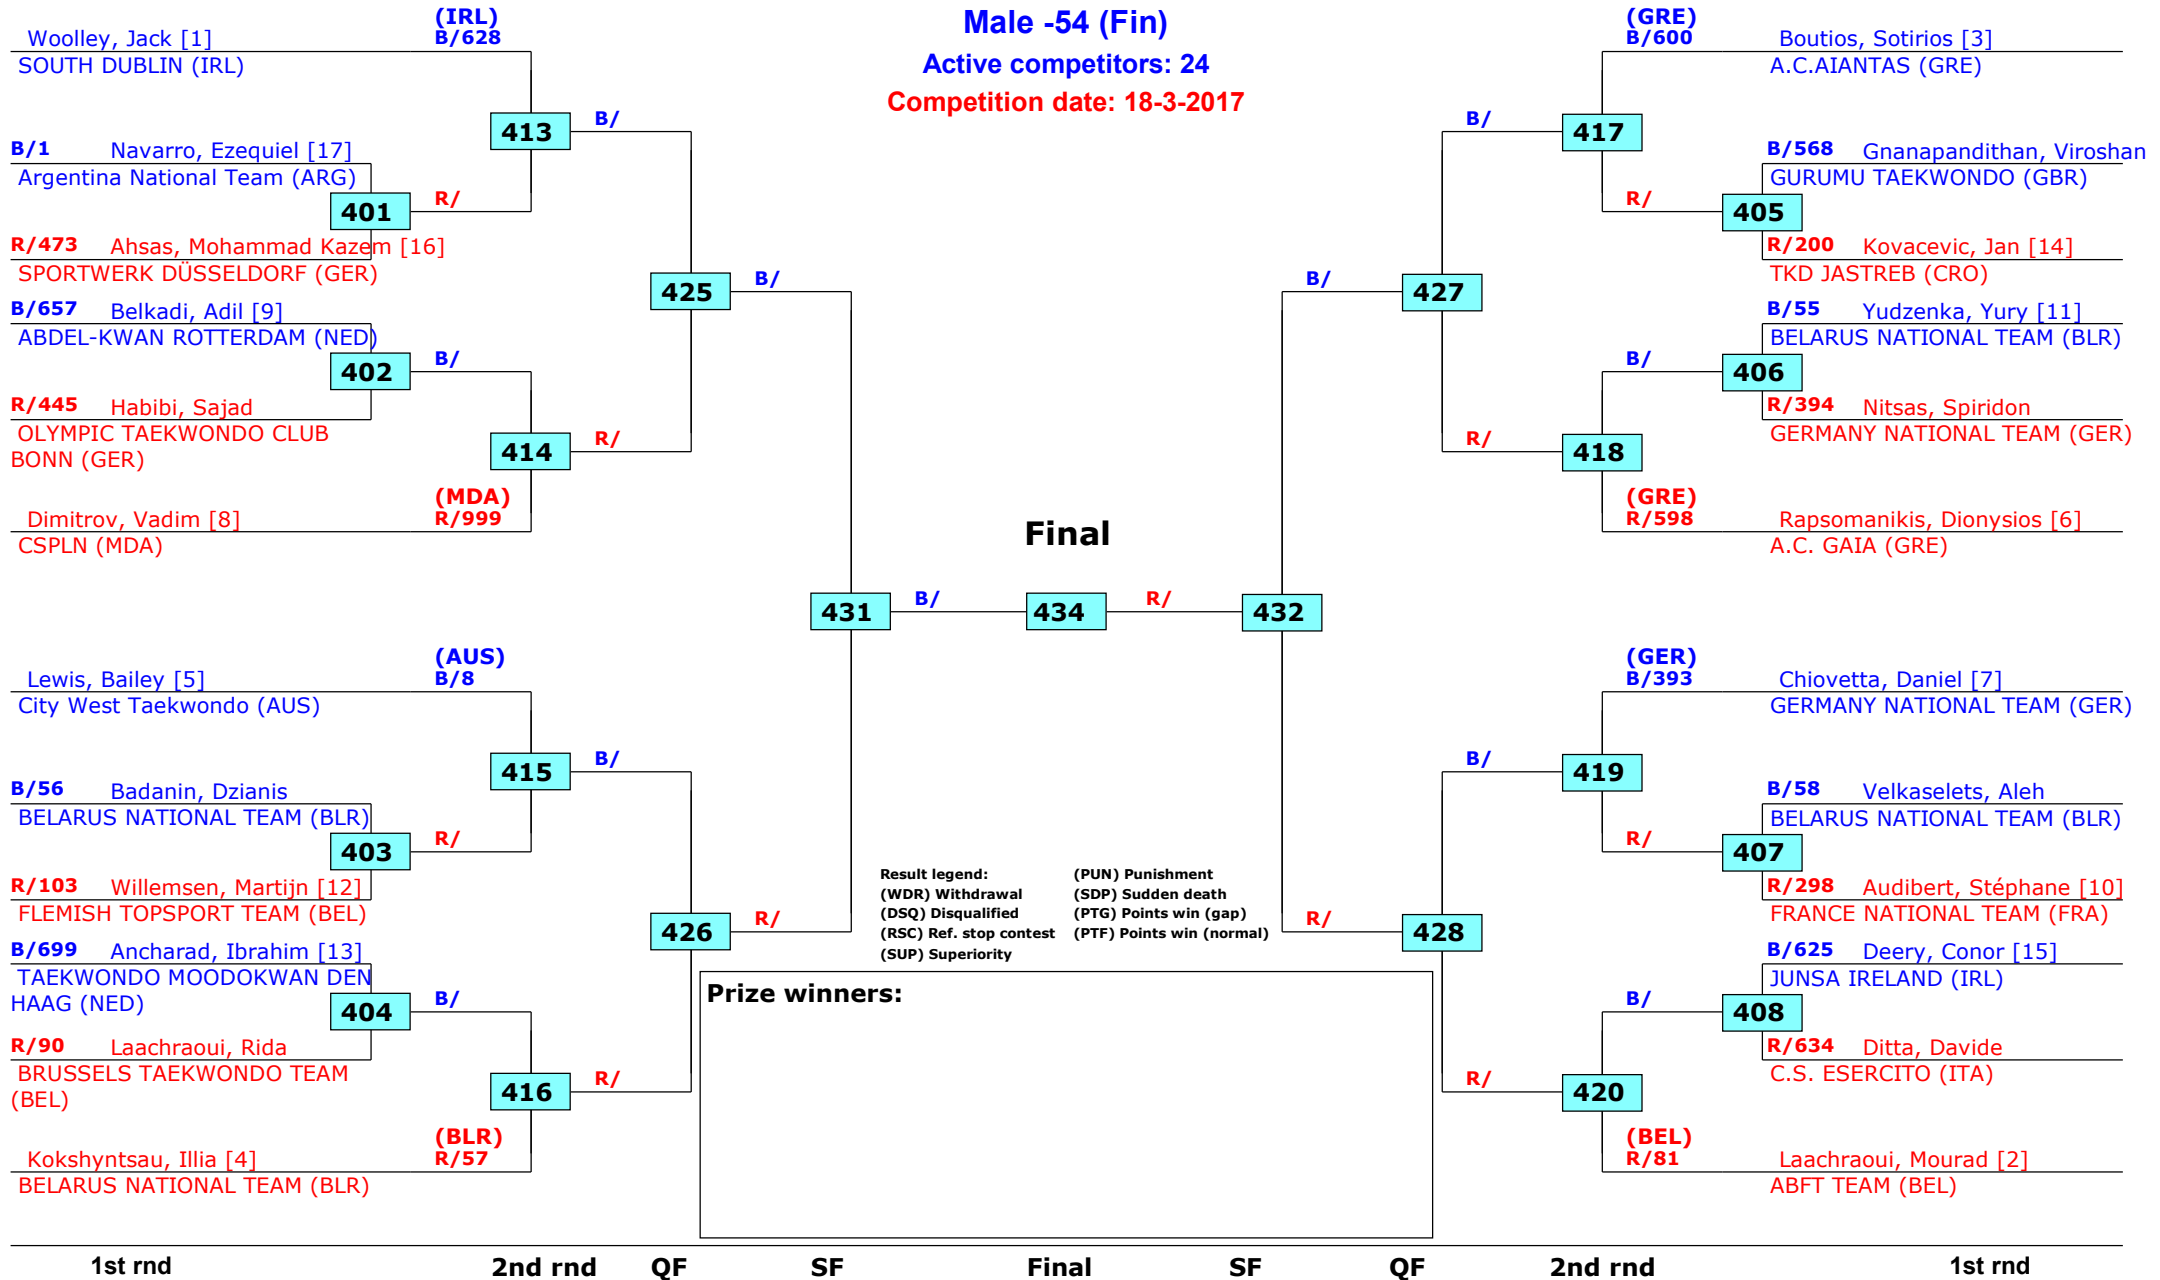 Male -54 (Fin)
Active competitors: 24
Competition date: 18-3-2017
(IRL)
Woolley, Jack [1] B/628
SOUTH DUBLIN (IRL)
413
B/
B/1 Navarro, Ezequiel [17]
Argentina National Team (ARG)
401
R/
R/473 Ahsas, Mohammad Kazem [16]
SPORTWERK DÜSSELDORF (GER)
425
B/
B/657 Belkadi, Adil [9]
ABDEL-KWAN ROTTERDAM (NED)
402
B/
R/445 Habibi, Sajad
OLYMPIC TAEKWONDO CLUB
BONN (GER)
414
R/
(MDA)
Dimitrov, Vadim [8] R/999
CSPLN (MDA)
431
B/
(AUS)
Lewis, Bailey [5] B/8
City West Taekwondo (AUS)
415
B/
B/56 Badanin, Dzianis
BELARUS NATIONAL TEAM (BLR)
403
R/
R/103 Willemsen, Martijn [12]
FLEMISH TOPSPORT TEAM (BEL)
426
R/
B/699 Ancharad, Ibrahim [13]
TAEKWONDO MOODOKWAN DEN
HAAG (NED)
404
B/
R/90 Laachraoui, Rida
BRUSSELS TAEKWONDO TEAM
(BEL)
416
R/
(BLR)
Kokshyntsau, Illia [4] R/57
BELARUS NATIONAL TEAM (BLR)
Final
434
R/
432
(GRE)
B/600 Boutios, Sotirios [3]
A.C.AIANTAS (GRE)
B/
417
B/568 Gnanapandithan, Viroshan
GURUMU TAEKWONDO (GBR)
R/
405
R/200 Kovacevic, Jan [14]
TKD JASTREB (CRO)
B/
427
B/55 Yudzenka, Yury [11]
BELARUS NATIONAL TEAM (BLR)
B/
406
R/394 Nitsas, Spiridon
GERMANY NATIONAL TEAM (GER)
R/
418
(GRE)
R/598 Rapsomanikis, Dionysios [6]
A.C. GAIA (GRE)
(GER)
B/393 Chiovetta, Daniel [7]
GERMANY NATIONAL TEAM (GER)
B/
419
B/58 Velkaselets, Aleh
BELARUS NATIONAL TEAM (BLR)
R/
407
R/298 Audibert, Stéphane [10]
FRANCE NATIONAL TEAM (FRA)
R/
428
B/625 Deery, Conor [15]
JUNSA IRELAND (IRL)
B/
408
R/634 Ditta, Davide
C.S. ESERCITO (ITA)
R/
420
(BEL)
R/81 Laachraoui, Mourad [2]
ABFT TEAM (BEL)
Result legend: (PUN) Punishment
(WDR) Withdrawal (SDP) Sudden death
(DSQ) Disqualified (PTG) Points win (gap)
(RSC) Ref. stop contest (PTF) Points win (normal)
(SUP) Superiority
Prize winners:
1st rnd 2nd rnd QF SF Final SF QF 2nd rnd 1st rnd